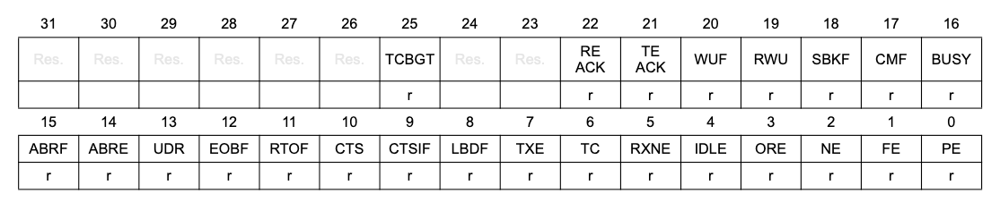 31 30 29 28 27 26 25 24 23 22 21 20 19 18 17 16
Res. Res. Res. Res. Res. Res. TCBGT Res. Res. RE ACK TE ACK WUF RWU SBKF CMF BUSY
r r r r r r r r
15 14 13 12 11 10 9 8 7 6 5 4 3 2 1 0
ABRF ABRE UDR EOBF RTOF CTS CTSIF LBDF TXE TC RXNE IDLE ORE NE FE PE
r r r r r r r r r r r r r r r r